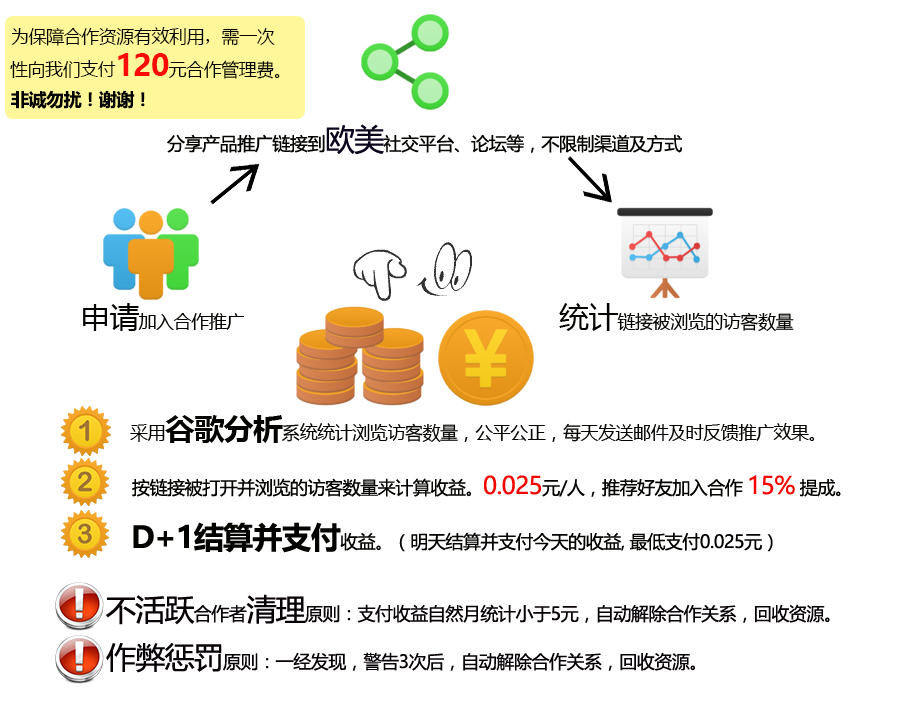 为保障合作资源有效利用，需一次
性向我们支付120元合作管理费。
非诚勿扰！谢谢！
分享产品推广链接到欧美社交平台、论坛等，不限制渠道及方式
申请加入合作推广
统计链接被浏览的访客数量
¥
1 采用谷歌分析系统统计浏览访客数量，公平公正，每天发送邮件及时反馈推广效果。
2 按链接被打开并浏览的访客数量来计算收益。0.025元/人，推荐好友加入合作 15% 提成。
3 D+1结算并支付收益。（明天结算并支付今天的收益, 最低支付0.025元）
! 不活跃合作者清理原则：支付收益自然月统计小于5元，自动解除合作关系，回收资源。
! 作弊惩罚原则：一经发现，警告3次后，自动解除合作关系，回收资源。